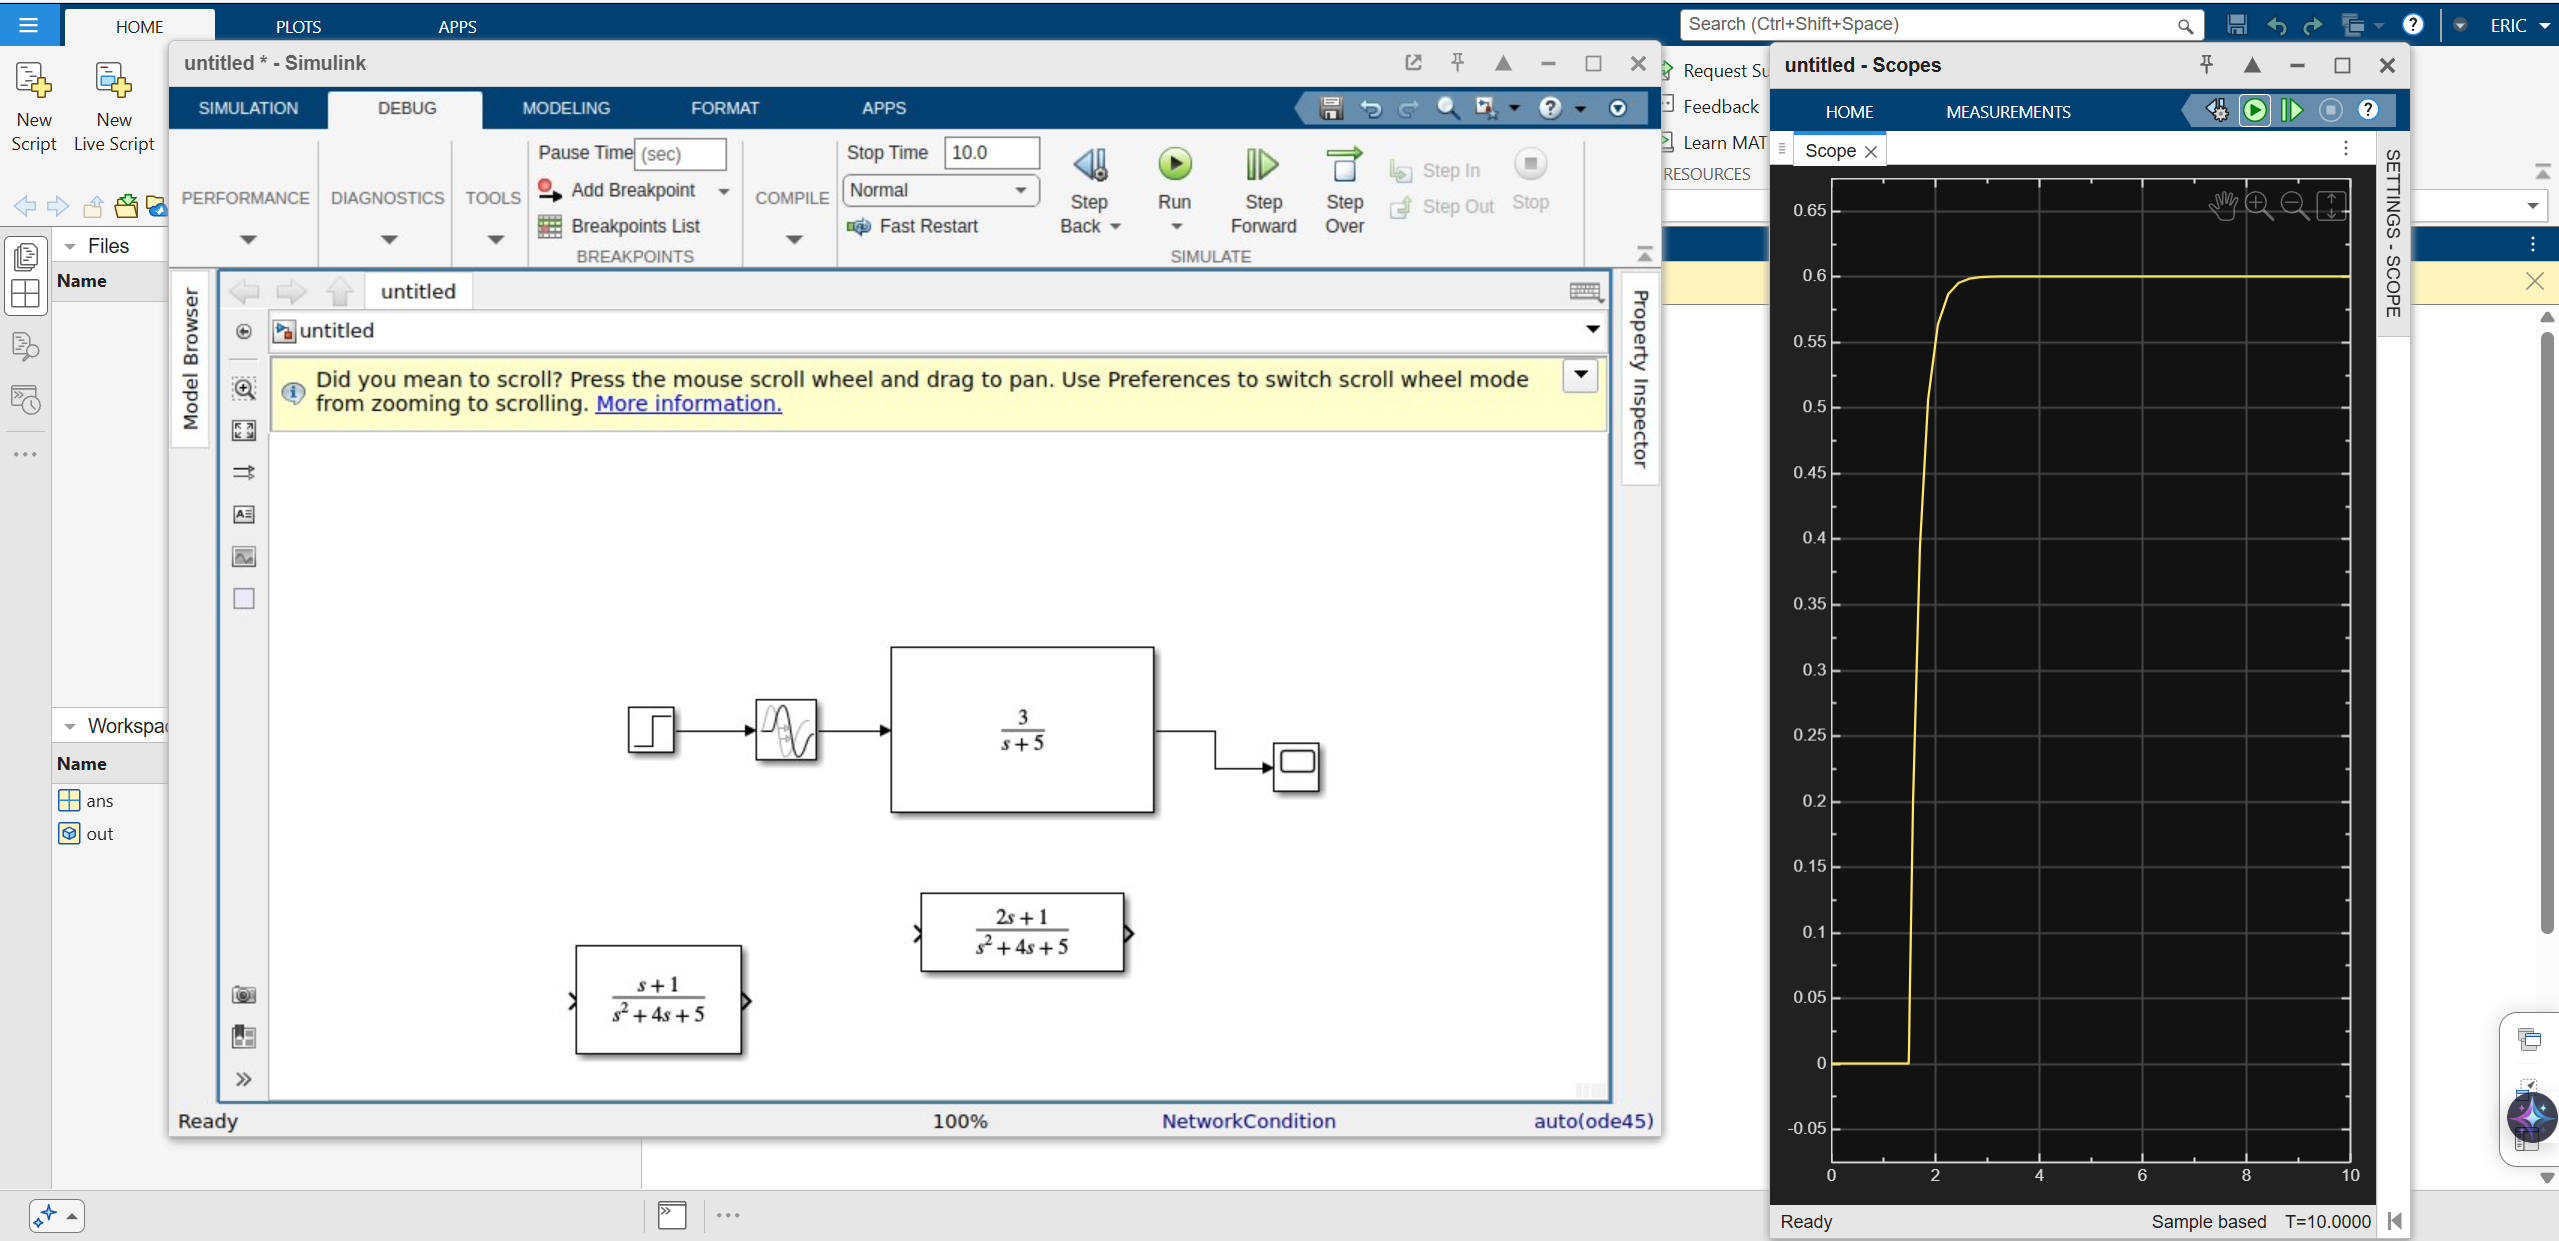 HOME
PLOTS
APPS
Search (Ctrl+Shift+Space)
ERIC
New
Script
New
Live Script
Files
Name
Workspa
Name
ans
out
untitled * - Simulink
SIMULATION
DEBUG
MODELING
FORMAT
APPS
PERFORMANCE
DIAGNOSTICS
TOOLS
Pause Time (sec)
Add Breakpoint
Breakpoints List
BREAKPOINTS
COMPILE
Stop Time 10.0
Normal
Fast Restart
Step
Back
Run
Step
Forward
Step
Over
Step In
Step Out
Stop
SIMULATE
Model Browser
untitled
untitled
Did you mean to scroll? Press the mouse scroll wheel and drag to pan. Use Preferences to switch scroll wheel mode
from zooming to scrolling. More information.
Property Inspector
3
s + 5
2s + 1
s² + 4s + 5
s + 1
s² + 4s + 5
Ready
100%
NetworkCondition
auto(ode45)
Request Su
Feedback
Learn MAT
RESOURCES
untitled - Scopes
HOME
MEASUREMENTS
Scope
SETTINGS - SCOPE
0.65
0.6
0.55
0.5
0.45
0.4
0.35
0.3
0.25
0.2
0.15
0.1
0.05
0
-0.05
0 2 4 6 8 10
Ready
Sample based T=10.0000